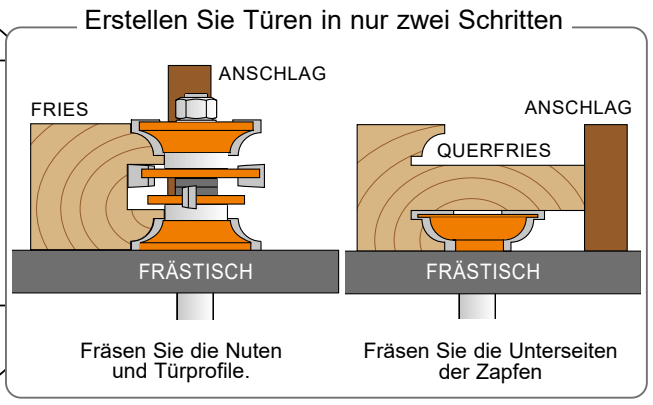 Erstellen Sie Türen in nur zwei Schritten
ANSCHLAG
FRIES
FRÄSTISCH
Fräsen Sie die Nuten
und Türprofile.
ANSCHLAG
QUERFRIES
FRÄSTISCH
Fräsen Sie die Unterseiten
der Zapfen